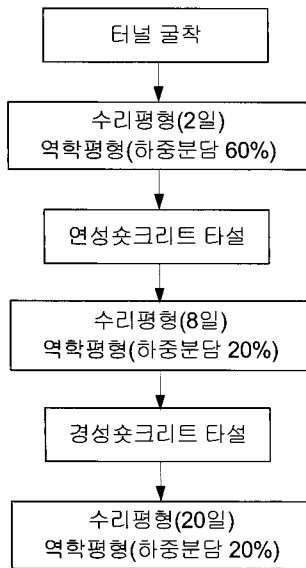 터널 굴착
수리평형(2일)
역학평형(하중분담 60%)
연성숏크리트 타설
수리평형(8일)
역학평형(하중분담 20%)
경성숏크리트 타설
수리평형(20일)
역학평형(하중분담 20%)